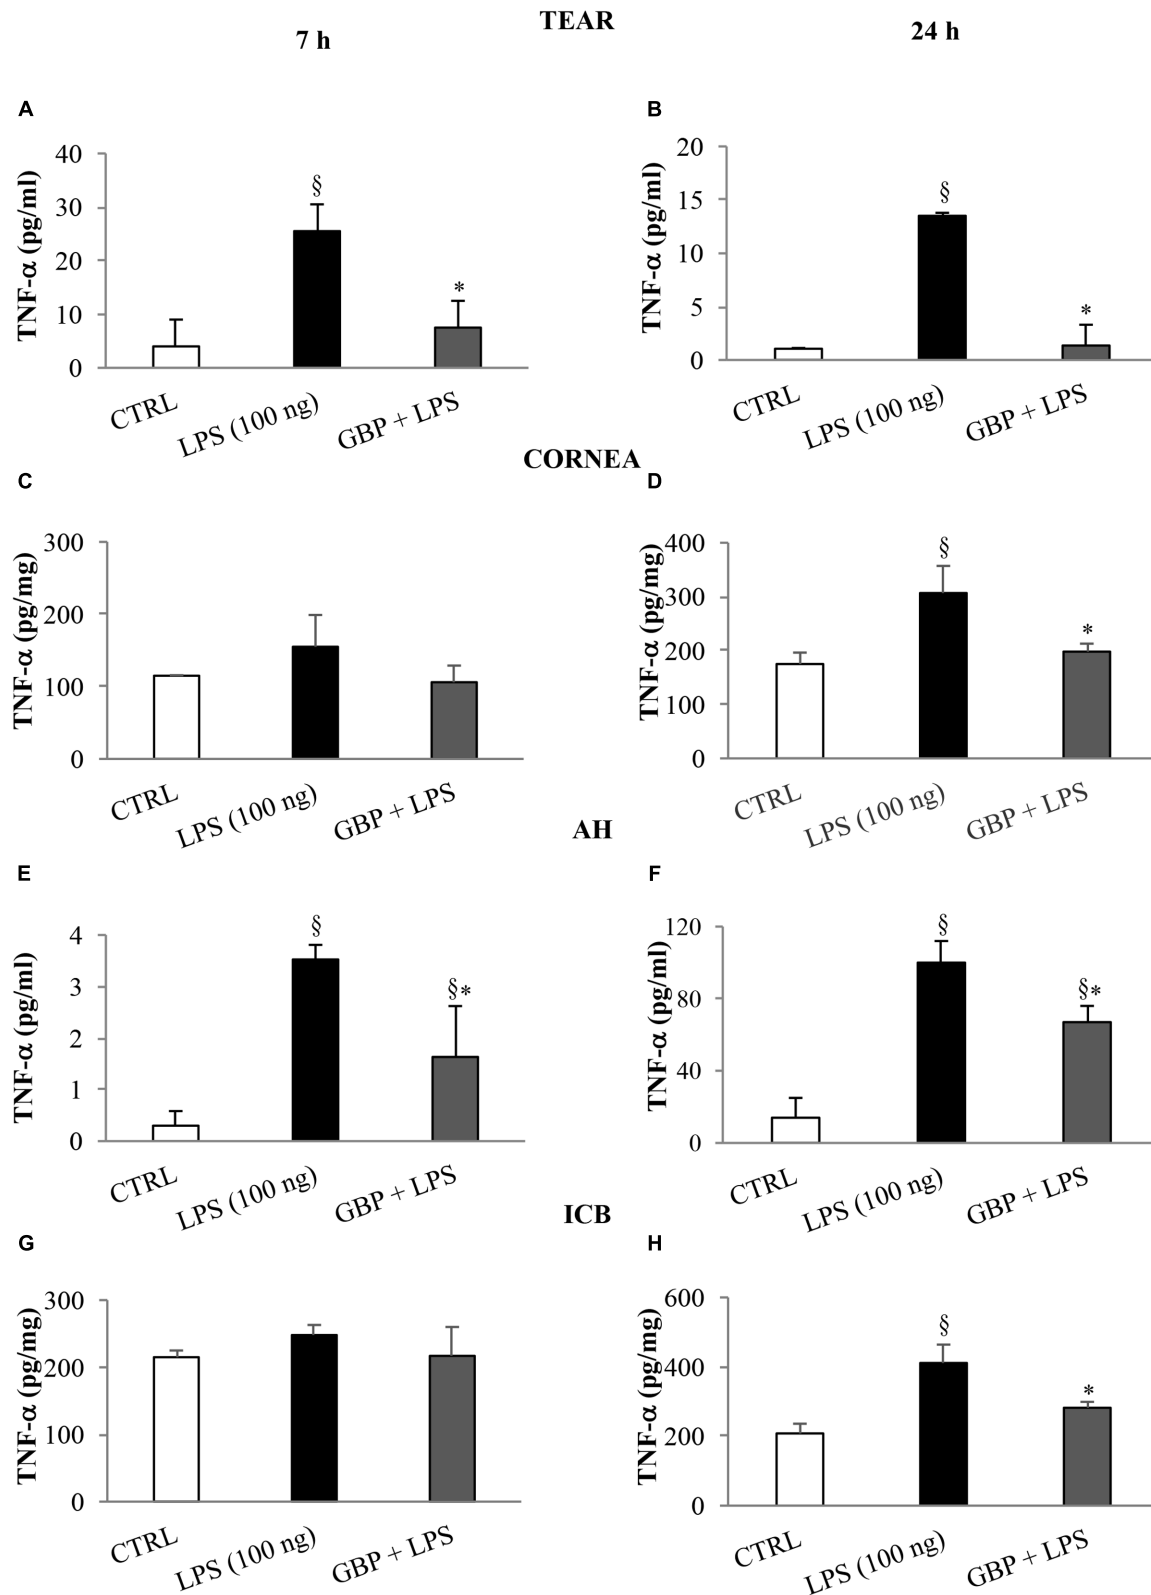 TEAR
7 h
24 h
A
TNF-α (pg/ml)
40
30
20
10
0
§
*
CTRL
LPS (100 ng)
GBP + LPS
B
TNF-α (pg/ml)
20
15
10
5
0
§
*
CTRL
LPS (100 ng)
GBP + LPS
CORNEA
C
TNF-α (pg/mg)
300
200
100
0
CTRL
LPS (100 ng)
GBP + LPS
D
TNF-α (pg/mg)
400
300
200
100
0
§
*
CTRL
LPS (100 ng)
GBP + LPS
AH
E
TNF-α (pg/ml)
4
3
2
1
0
§
§*
CTRL
LPS (100 ng)
GBP + LPS
F
TNF-α (pg/ml)
120
80
40
0
§
§*
CTRL
LPS (100 ng)
GBP + LPS
ICB
G
TNF-α (pg/mg)
300
200
100
0
CTRL
LPS (100 ng)
GBP + LPS
H
TNF-α (pg/mg)
600
400
200
0
§
*
CTRL
LPS (100 ng)
GBP + LPS